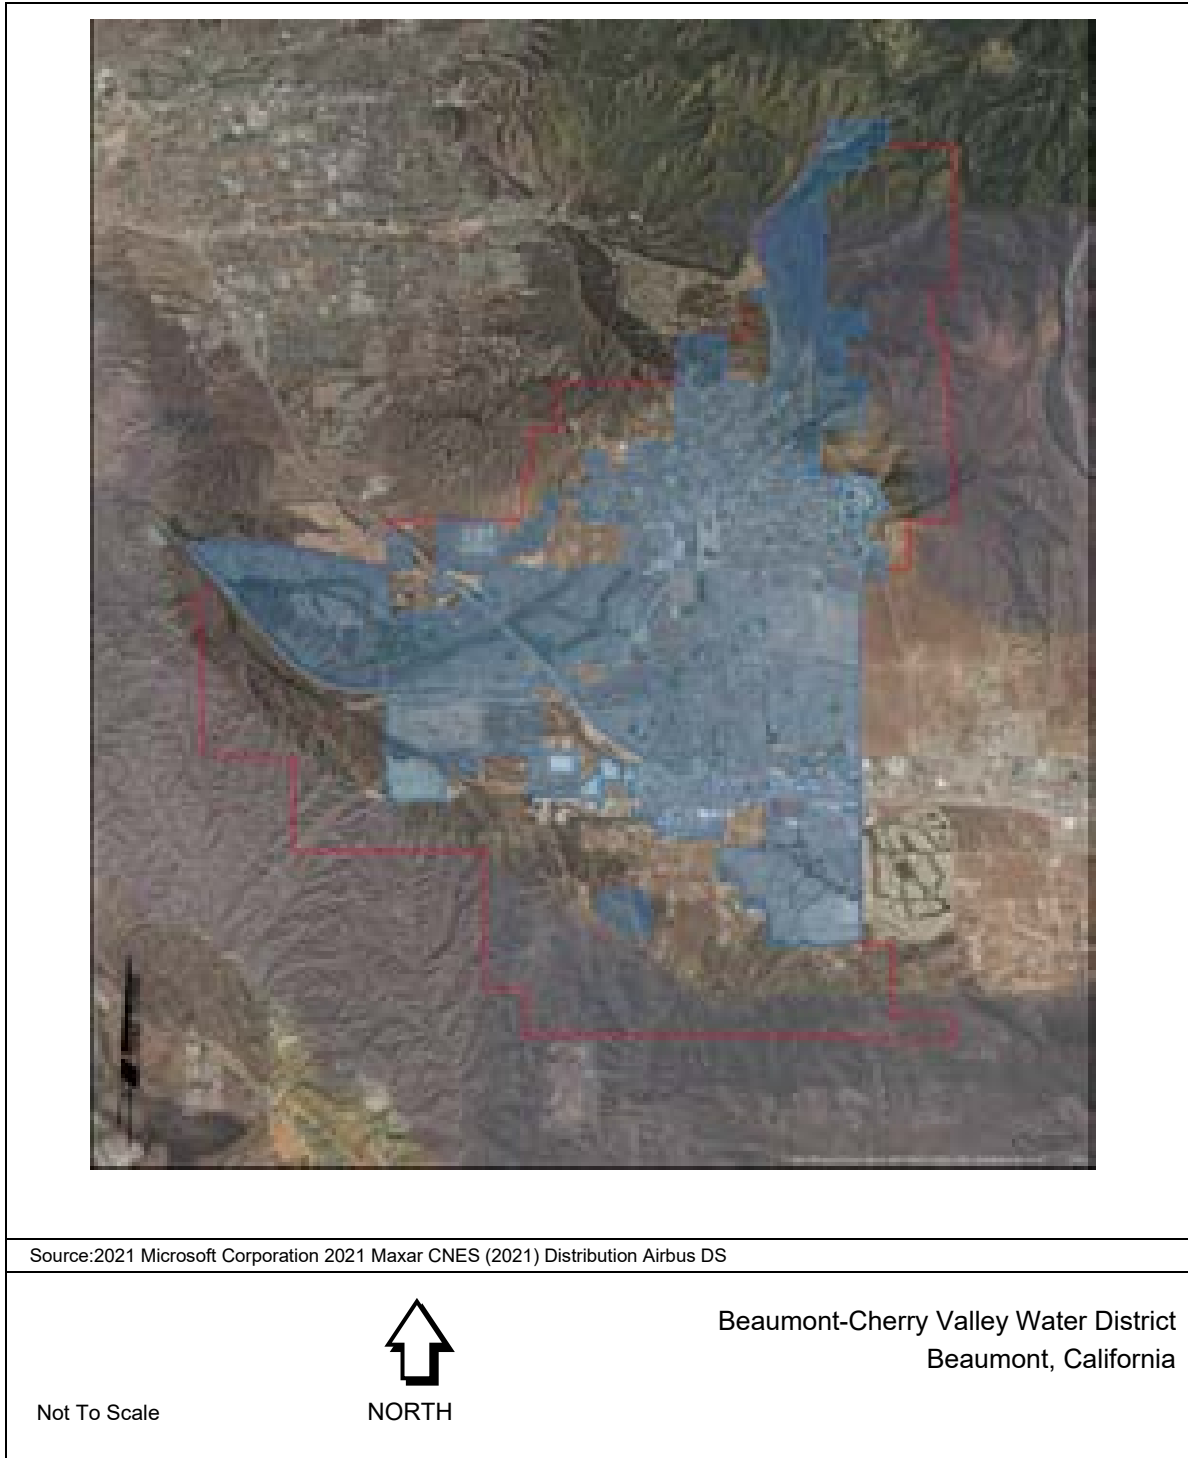 Source:2021 Microsoft Corporation 2021 Maxar CNES (2021) Distribution Airbus DS
Beaumont-Cherry Valley Water District
Beaumont, California
Not To Scale
NORTH